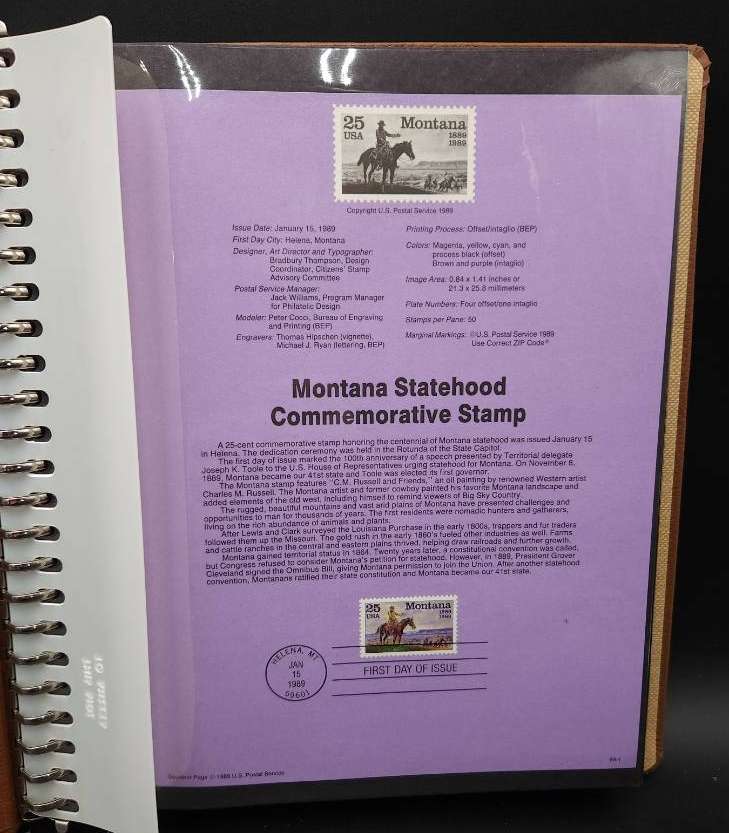 25
USA
Montana
1889
1989
Copyright U.S. Postal Service 1989
Issue Date: January 15, 1989
First Day City: Helena, Montana
Designer, Art Director and Typographer:
Bradbury Thompson, Design
Coordinator, Citizens' Stamp
Advisory Committee
Postal Service Manager:
Jack Williams, Program Manager
for Philatelic Design
Modeler: Peter Cocci, Bureau of Engraving
and Printing (BEP)
Engravers: Thomas Hipschen (vignette),
Michael J. Ryan (lettering, BEP)
Printing Process: Offset/intaglio (BEP)
Colors: Magenta, yellow, cyan, and
process black (offset)
Brown and purple (intaglio)
Image Area: 0.84 x 1.41 inches or
21.3 x 25.8 millimeters
Plate Numbers: Four offset/one intaglio
Stamps per Pane: 50
Marginal Markings: ©U.S. Postal Service 1989
Use Correct ZIP Code®
Montana Statehood
Commemorative Stamp
A 25-cent commemorative stamp honoring the centennial of Montana statehood was issued January 15
in Helena. The dedication ceremony was held in the Rotunda of the State Capitol.
The first day of issue marked the 100th anniversary of a speech presented by Territorial delegate
Joseph K. Toole to the U.S. House of Representatives urging statehood for Montana. On November 8,
1889, Montana became our 41st state and Toole was elected its first governor.
The Montana stamp features "C.M. Russell and Friends," an oil painting by renowned Western artist
Charles M. Russell. The Montana artist and former cowboy painted his favorite Montana landscape and
added elements of the old west, including himself to remind viewers of Big Sky Country.
The rugged, beautiful mountains and vast arid plains of Montana have presented challenges and
opportunities to man for thousands of years. The first residents were nomadic hunters and gatherers,
living on the rich abundance of animals and plants.
After Lewis and Clark surveyed the Louisiana Purchase in the early 1800s, trappers and fur traders
followed them up the Missouri. The gold rush in the early 1860's fueled other industries as well. Farms
and cattle ranches in the central and eastern plains thrived, helping draw railroads and further growth.
Montana gained territorial status in 1864. Twenty years later, a constitutional convention was called,
but Congress refused to consider Montana's petition for statehood. However, in 1889, President Grover
Cleveland signed the Omnibus Bill, giving Montana permission to join the Union. After another statehood
convention, Montanans ratified their state constitution and Montana became our 41st state.
25
USA
Montana
1889
1989
HELENA, MT
JAN
15
1989
59601
FIRST DAY OF ISSUE
Souvenir Page © 1988 U.S. Postal Service